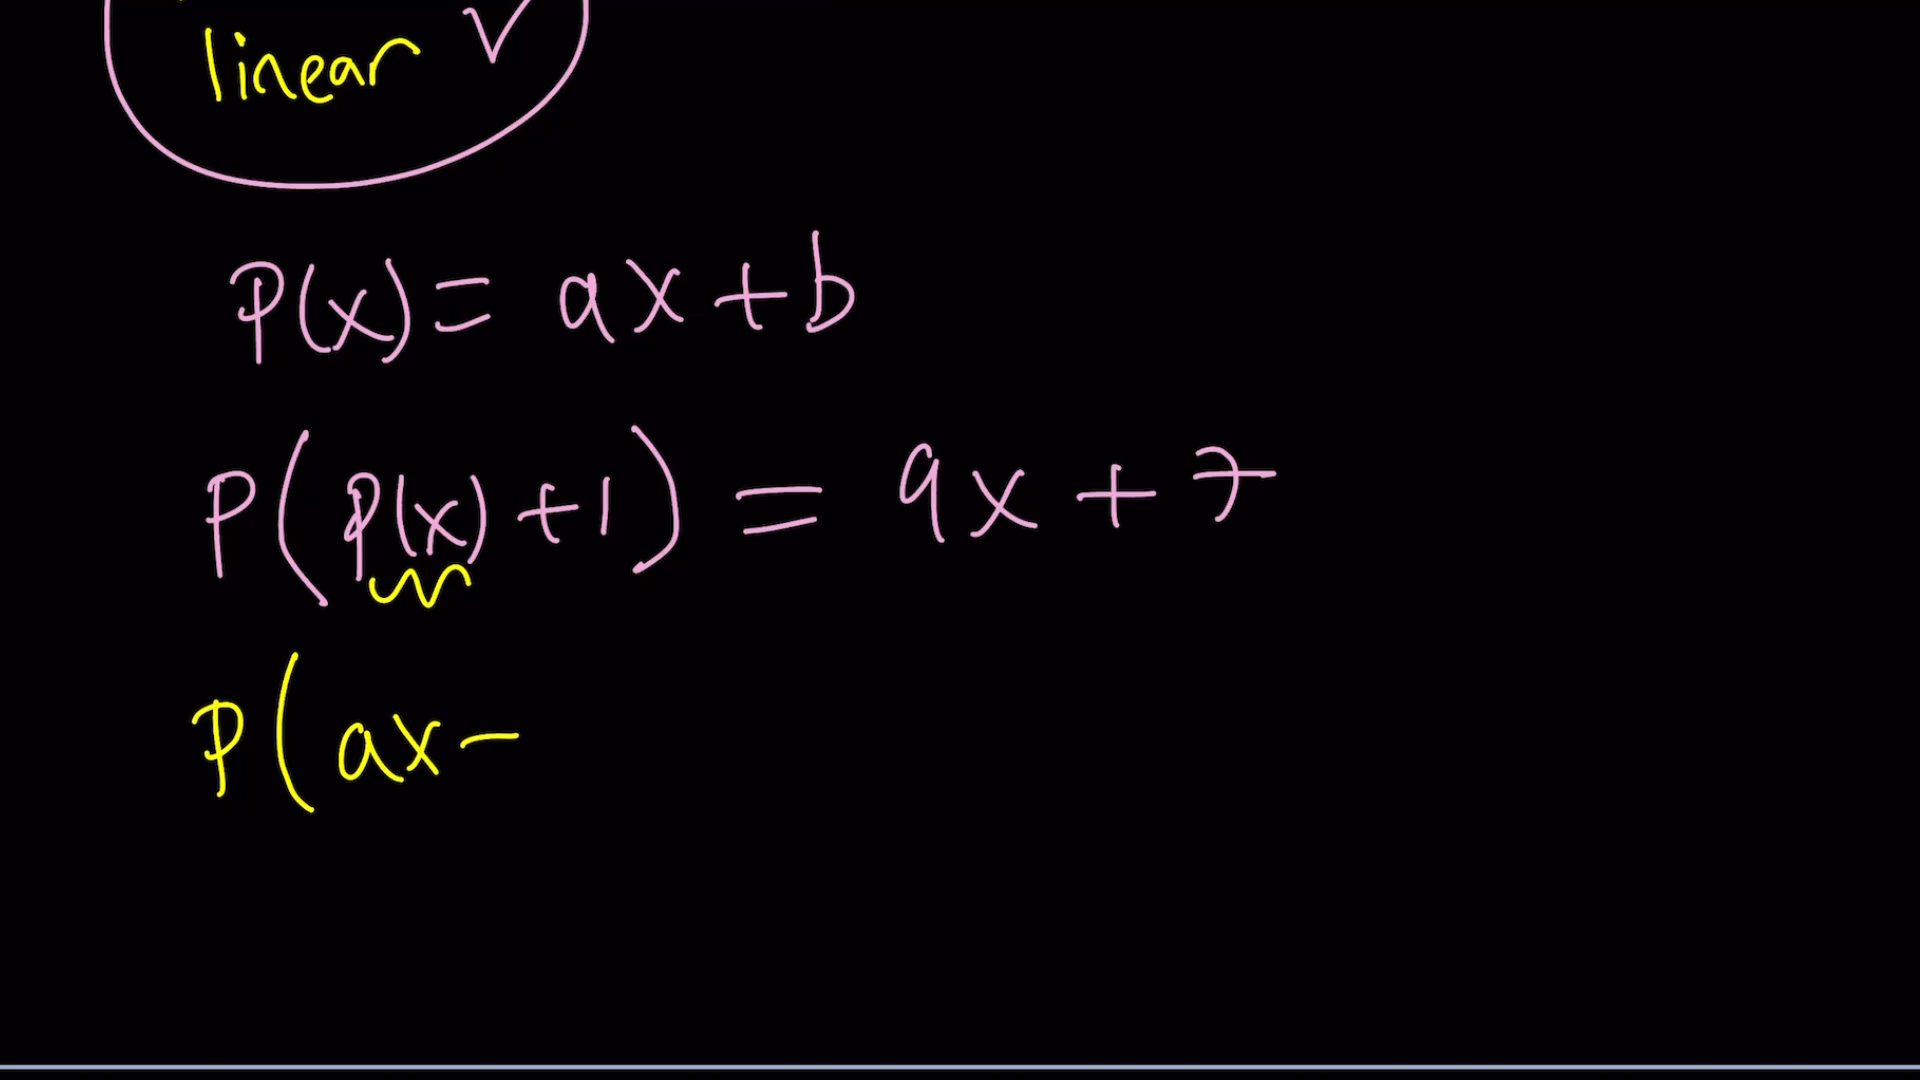 linear ✓
P(x) = ax + b
P(P(x) + 1) = 9x + 7
P(ax -